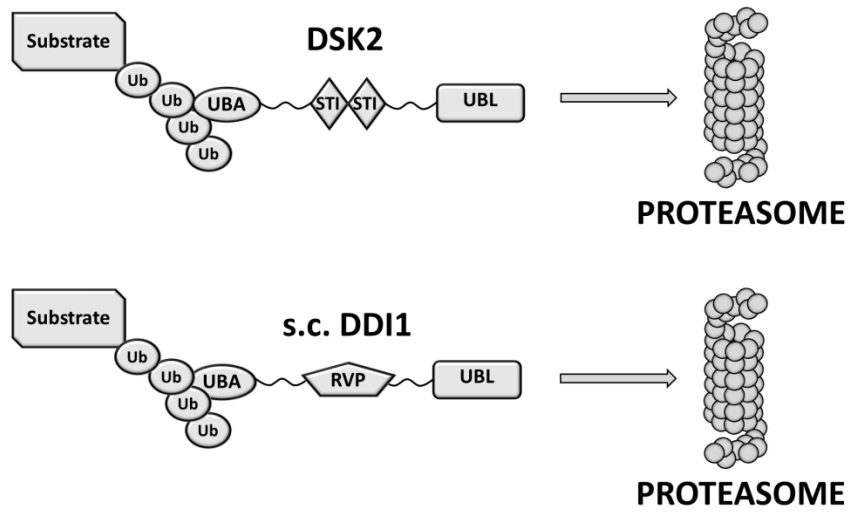 DSK2
Substrate
Ub
Ub
Ub
Ub
UBA
STI
STI
UBL
PROTEASOME
s.c. DDI1
Substrate
Ub
Ub
Ub
Ub
UBA
RVP
UBL
PROTEASOME